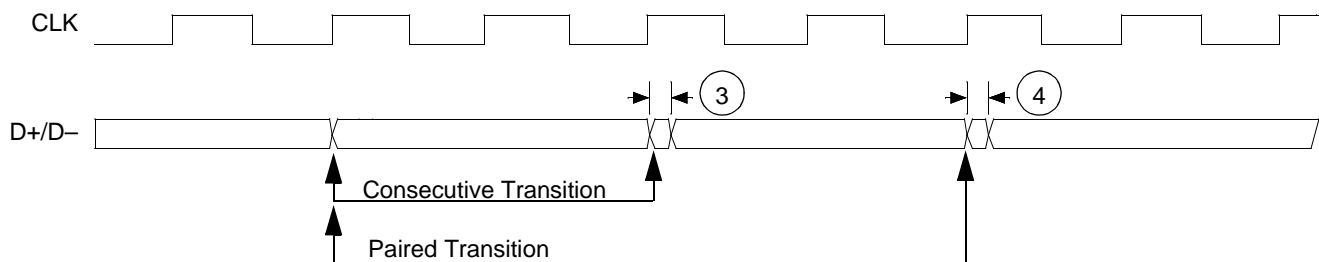 CLK
3
4
D+/D–
Consecutive Transition
Paired Transition